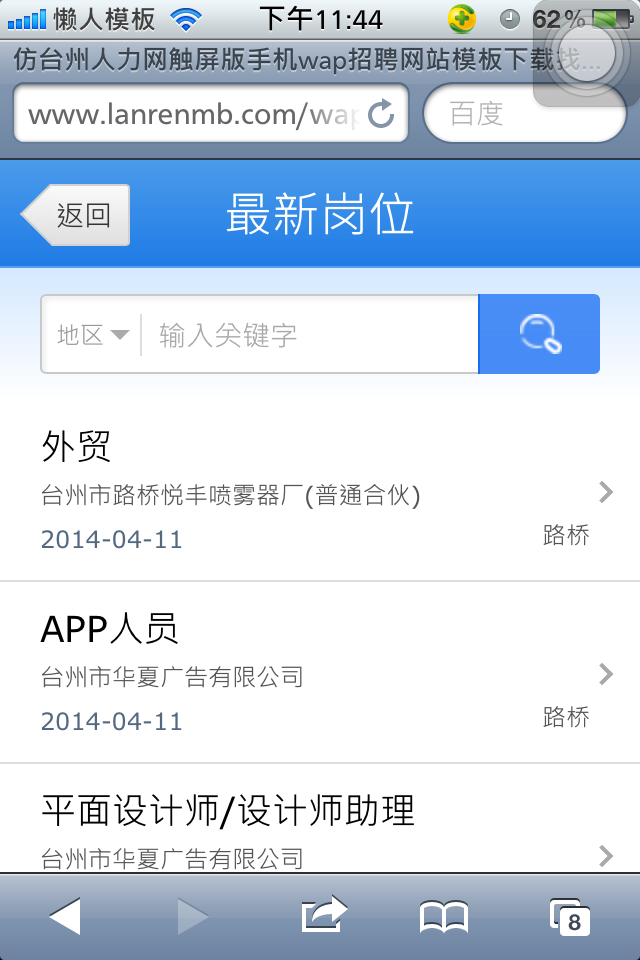 懒人模板 下午11:44 62%
仿台州人力网触屏版手机wap招聘网站模板下载找...
www.lanrenmb.com/wap 百度
返回 最新岗位
地区 输入关键字
外贸
台州市路桥悦丰喷雾器厂(普通合伙)
2014-04-11 路桥
APP人员
台州市华夏广告有限公司
2014-04-11 路桥
平面设计师/设计师助理
台州市华夏广告有限公司
8